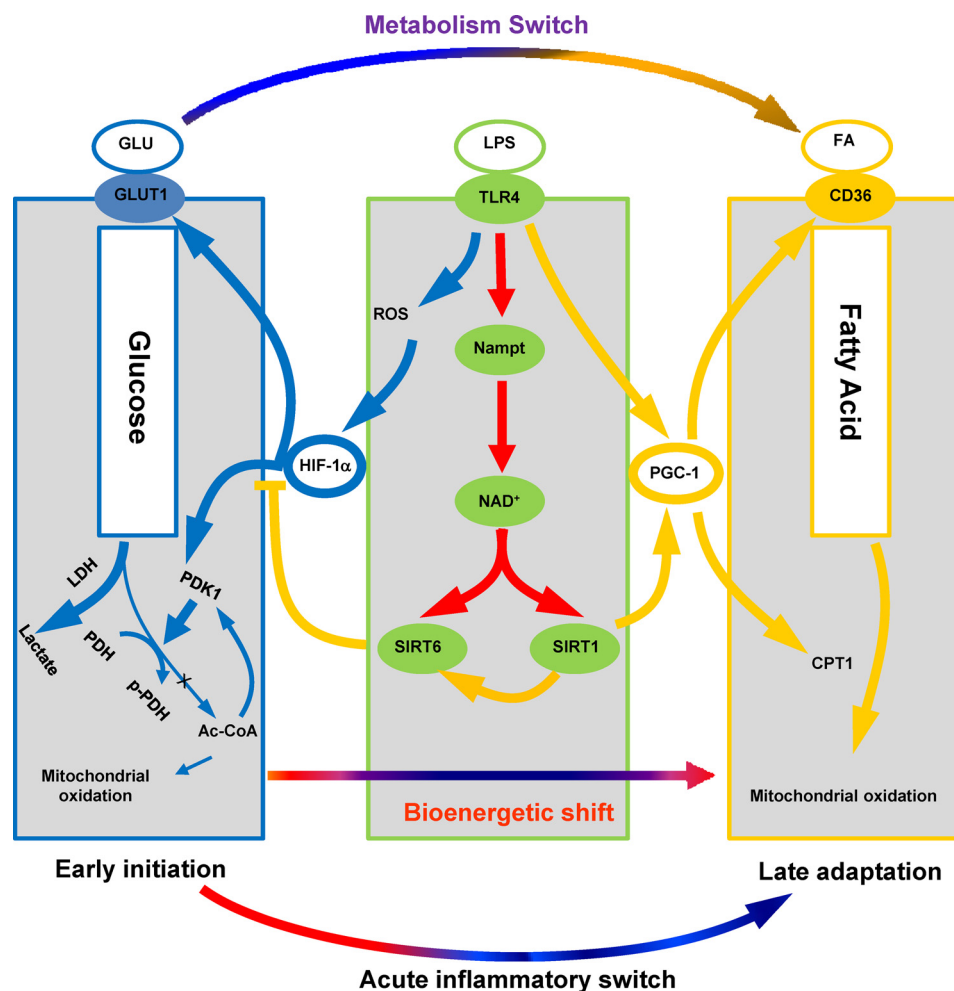 Metabolism Switch
GLU
LPS
FA
GLUT1
TLR4
CD36
Glucose
ROS
Nampt
Fatty Acid
HIF-1α
PGC-1
NAD⁺
LDH
PDK1
Lactate
PDH
p-PDH
SIRT6
SIRT1
CPT1
Ac-CoA
Mitochondrial
oxidation
Mitochondrial oxidation
Bioenergetic shift
Early initiation
Late adaptation
Acute inflammatory switch